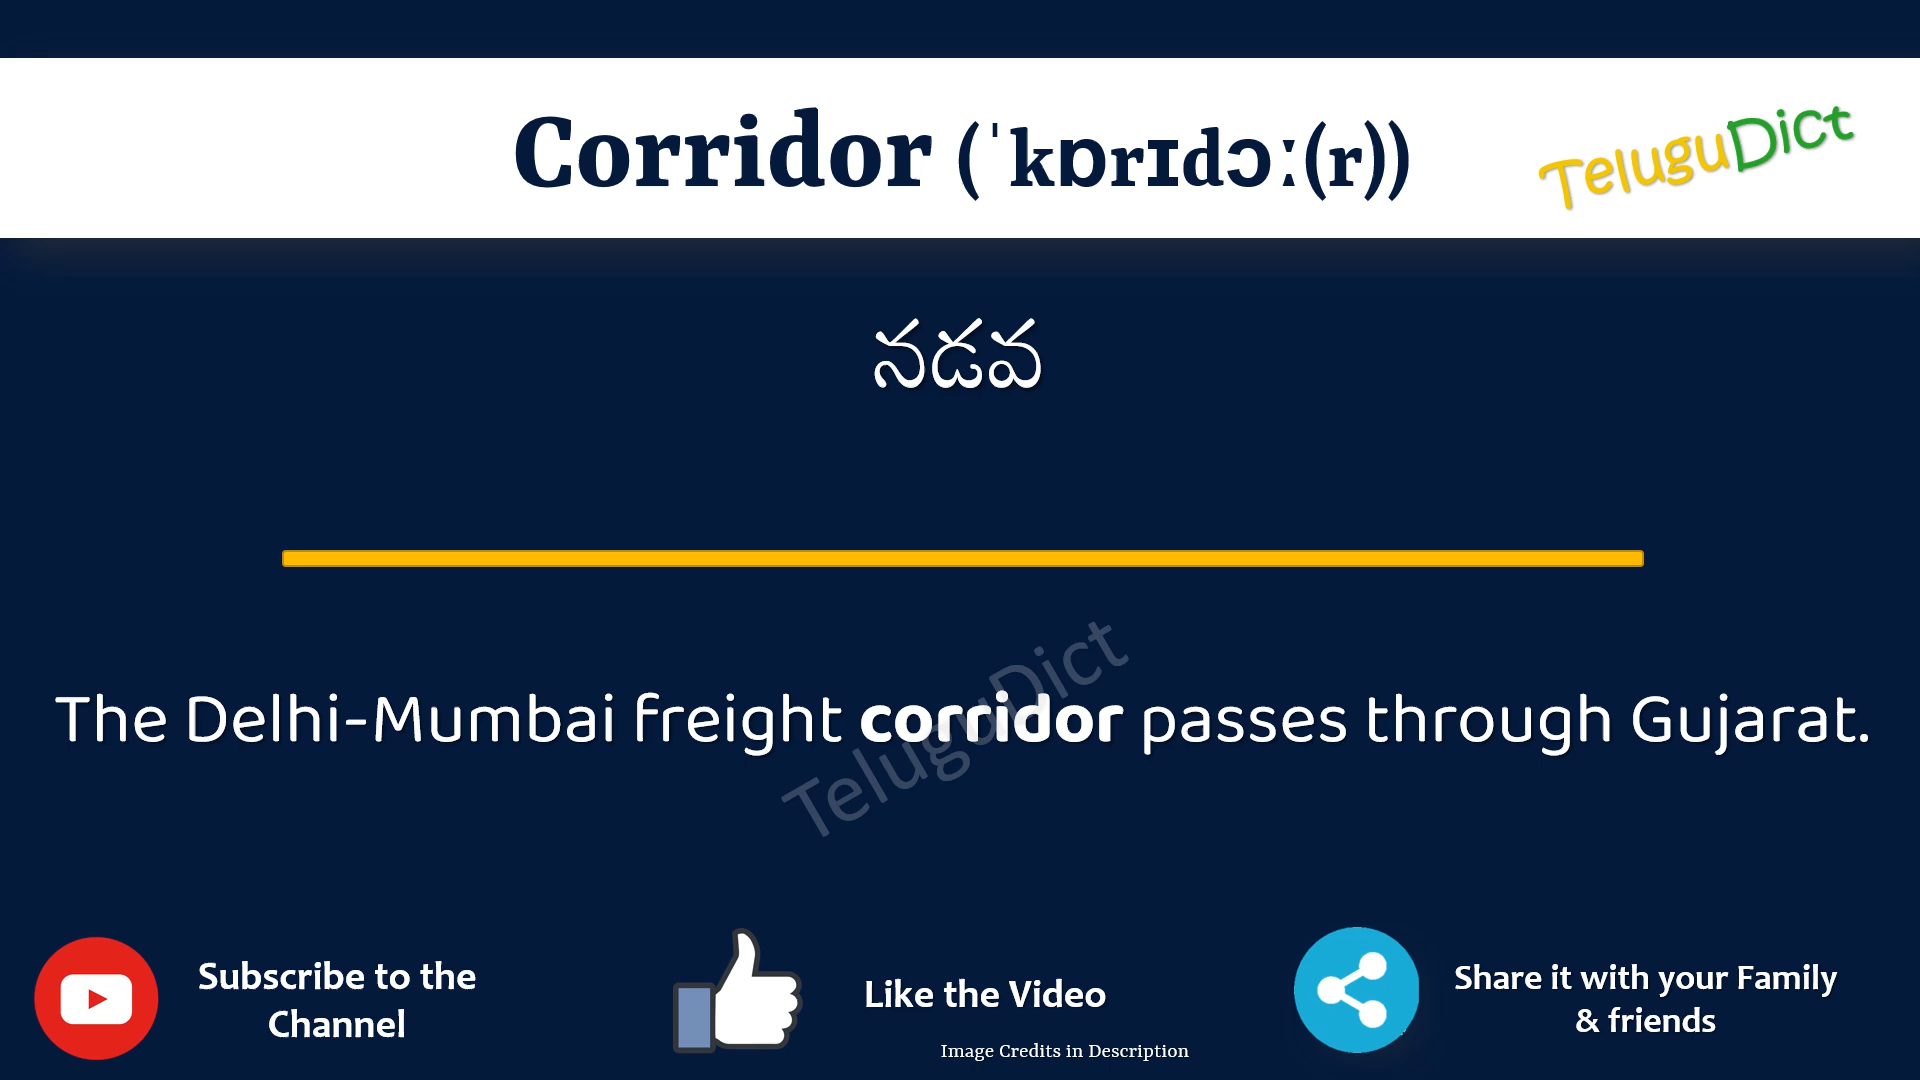 Corridor (ˈkɒrɪdɔː(r))
TeluguDict
నడవ
The Delhi-Mumbai freight corridor passes through Gujarat.
TeluguDict
Subscribe to the
Channel
Like the Video
Share it with your Family
& friends
Image Credits in Description